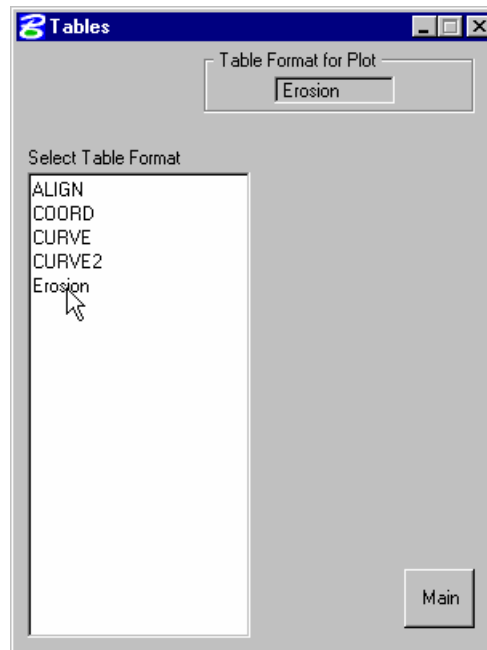 Tables
Table Format for Plot
Erosion
Select Table Format
ALIGN
COORD
CURVE
CURVE2
Erosion
Main